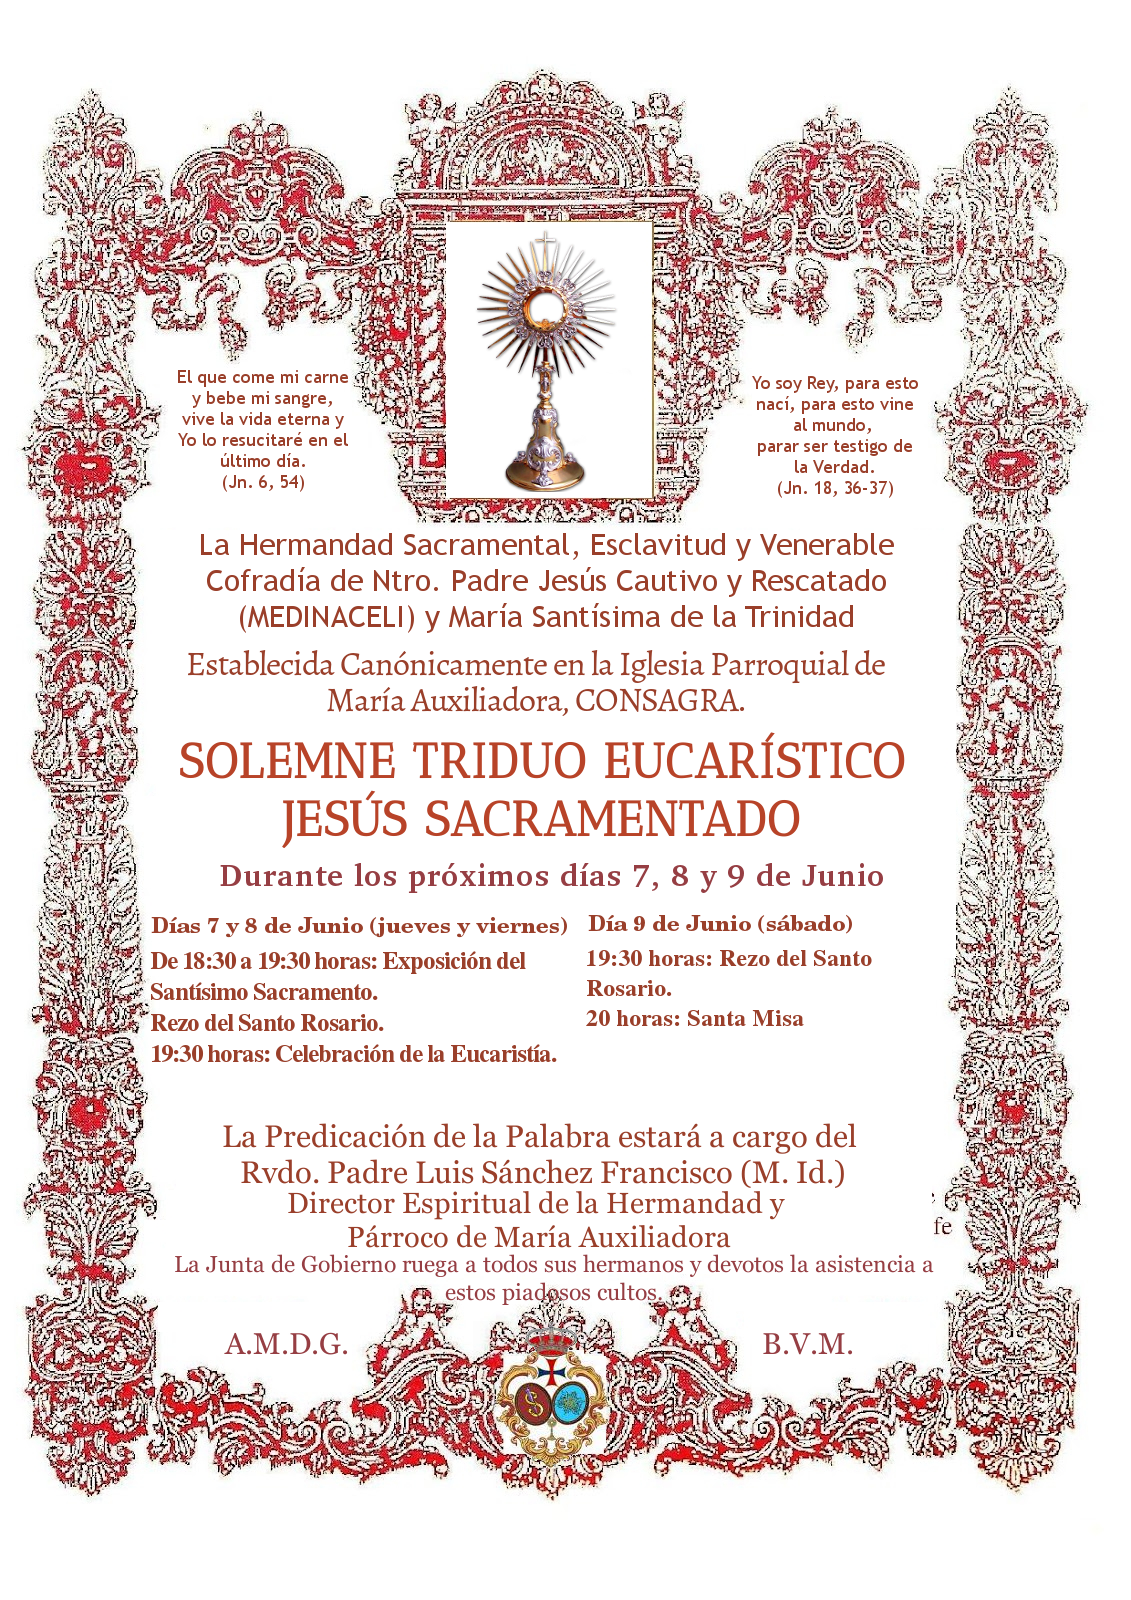 El que come mi carne
y bebe mi sangre,
vive la vida eterna y
Yo lo resucitaré en el
último día.
(Jn. 6, 54)
Yo soy Rey, para esto
nací, para esto vine
al mundo,
parar ser testigo de
la Verdad.
(Jn. 18, 36-37)
La Hermandad Sacramental, Esclavitud y Venerable
Cofradía de Ntro. Padre Jesús Cautivo y Rescatado
(MEDINACELI) y María Santísima de la Trinidad
Establecida Canónicamente en la Iglesia Parroquial de
María Auxiliadora, CONSAGRA.
SOLEMNE TRIDUO EUCARÍSTICO
JESÚS SACRAMENTADO
Durante los próximos días 7, 8 y 9 de Junio
Días 7 y 8 de Junio (jueves y viernes)
De 18:30 a 19:30 horas: Exposición del
Santísimo Sacramento.
Rezo del Santo Rosario.
19:30 horas: Celebración de la Eucaristía.
Día 9 de Junio (sábado)
19:30 horas: Rezo del Santo
Rosario.
20 horas: Santa Misa
La Predicación de la Palabra estará a cargo del
Rvdo. Padre Luis Sánchez Francisco (M. Id.)
Director Espiritual de la Hermandad y
Párroco de María Auxiliadora
fe
La Junta de Gobierno ruega a todos sus hermanos y devotos la asistencia a
estos piadosos cultos.
A.M.D.G.
B.V.M.